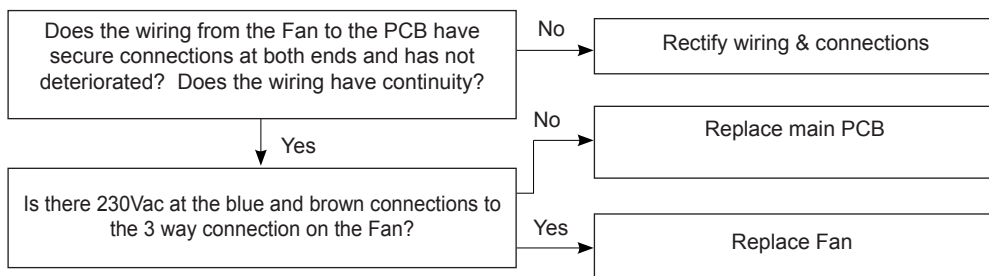 Does the wiring from the Fan to the PCB have
secure connections at both ends and has not
deteriorated? Does the wiring have continuity?
No
Rectify wiring & connections
Yes
No
Replace main PCB
Is there 230Vac at the blue and brown connections to
the 3 way connection on the Fan?
Yes
Replace Fan